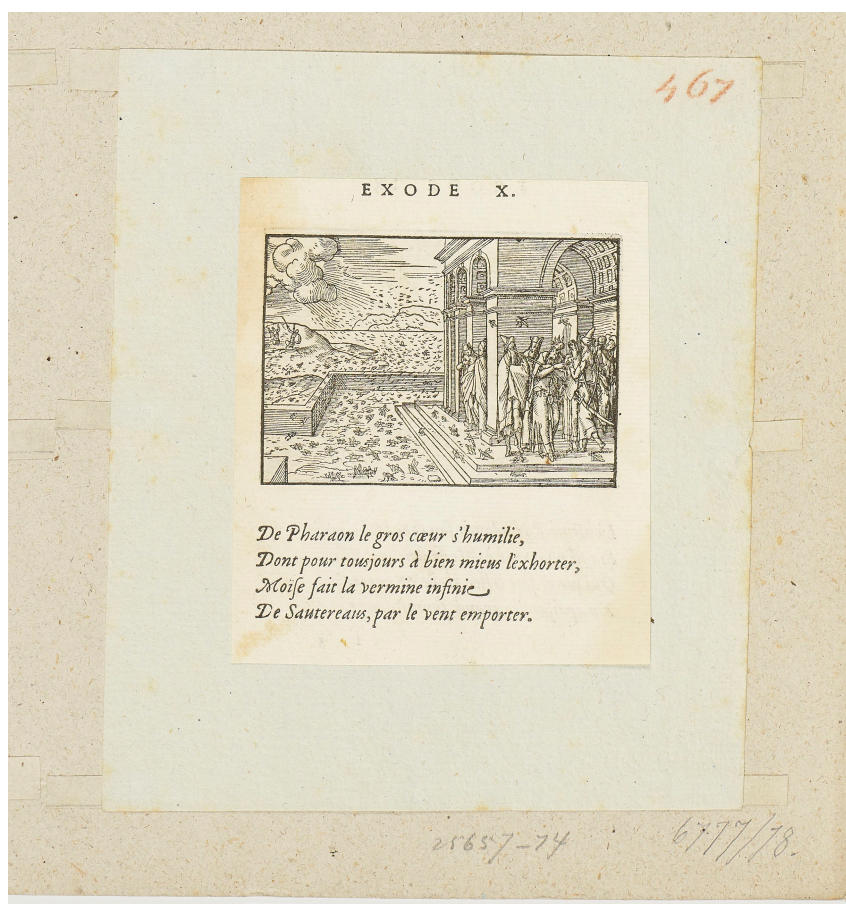 467
EXODE X.
De Pharaon le gros cœur s'humilie,
Dont pour tousjours à bien mieus l'exhorter,
Moïse fait la vermine infinie
De Sautereaus, par le vent emporter.
25657-74
6777/78.